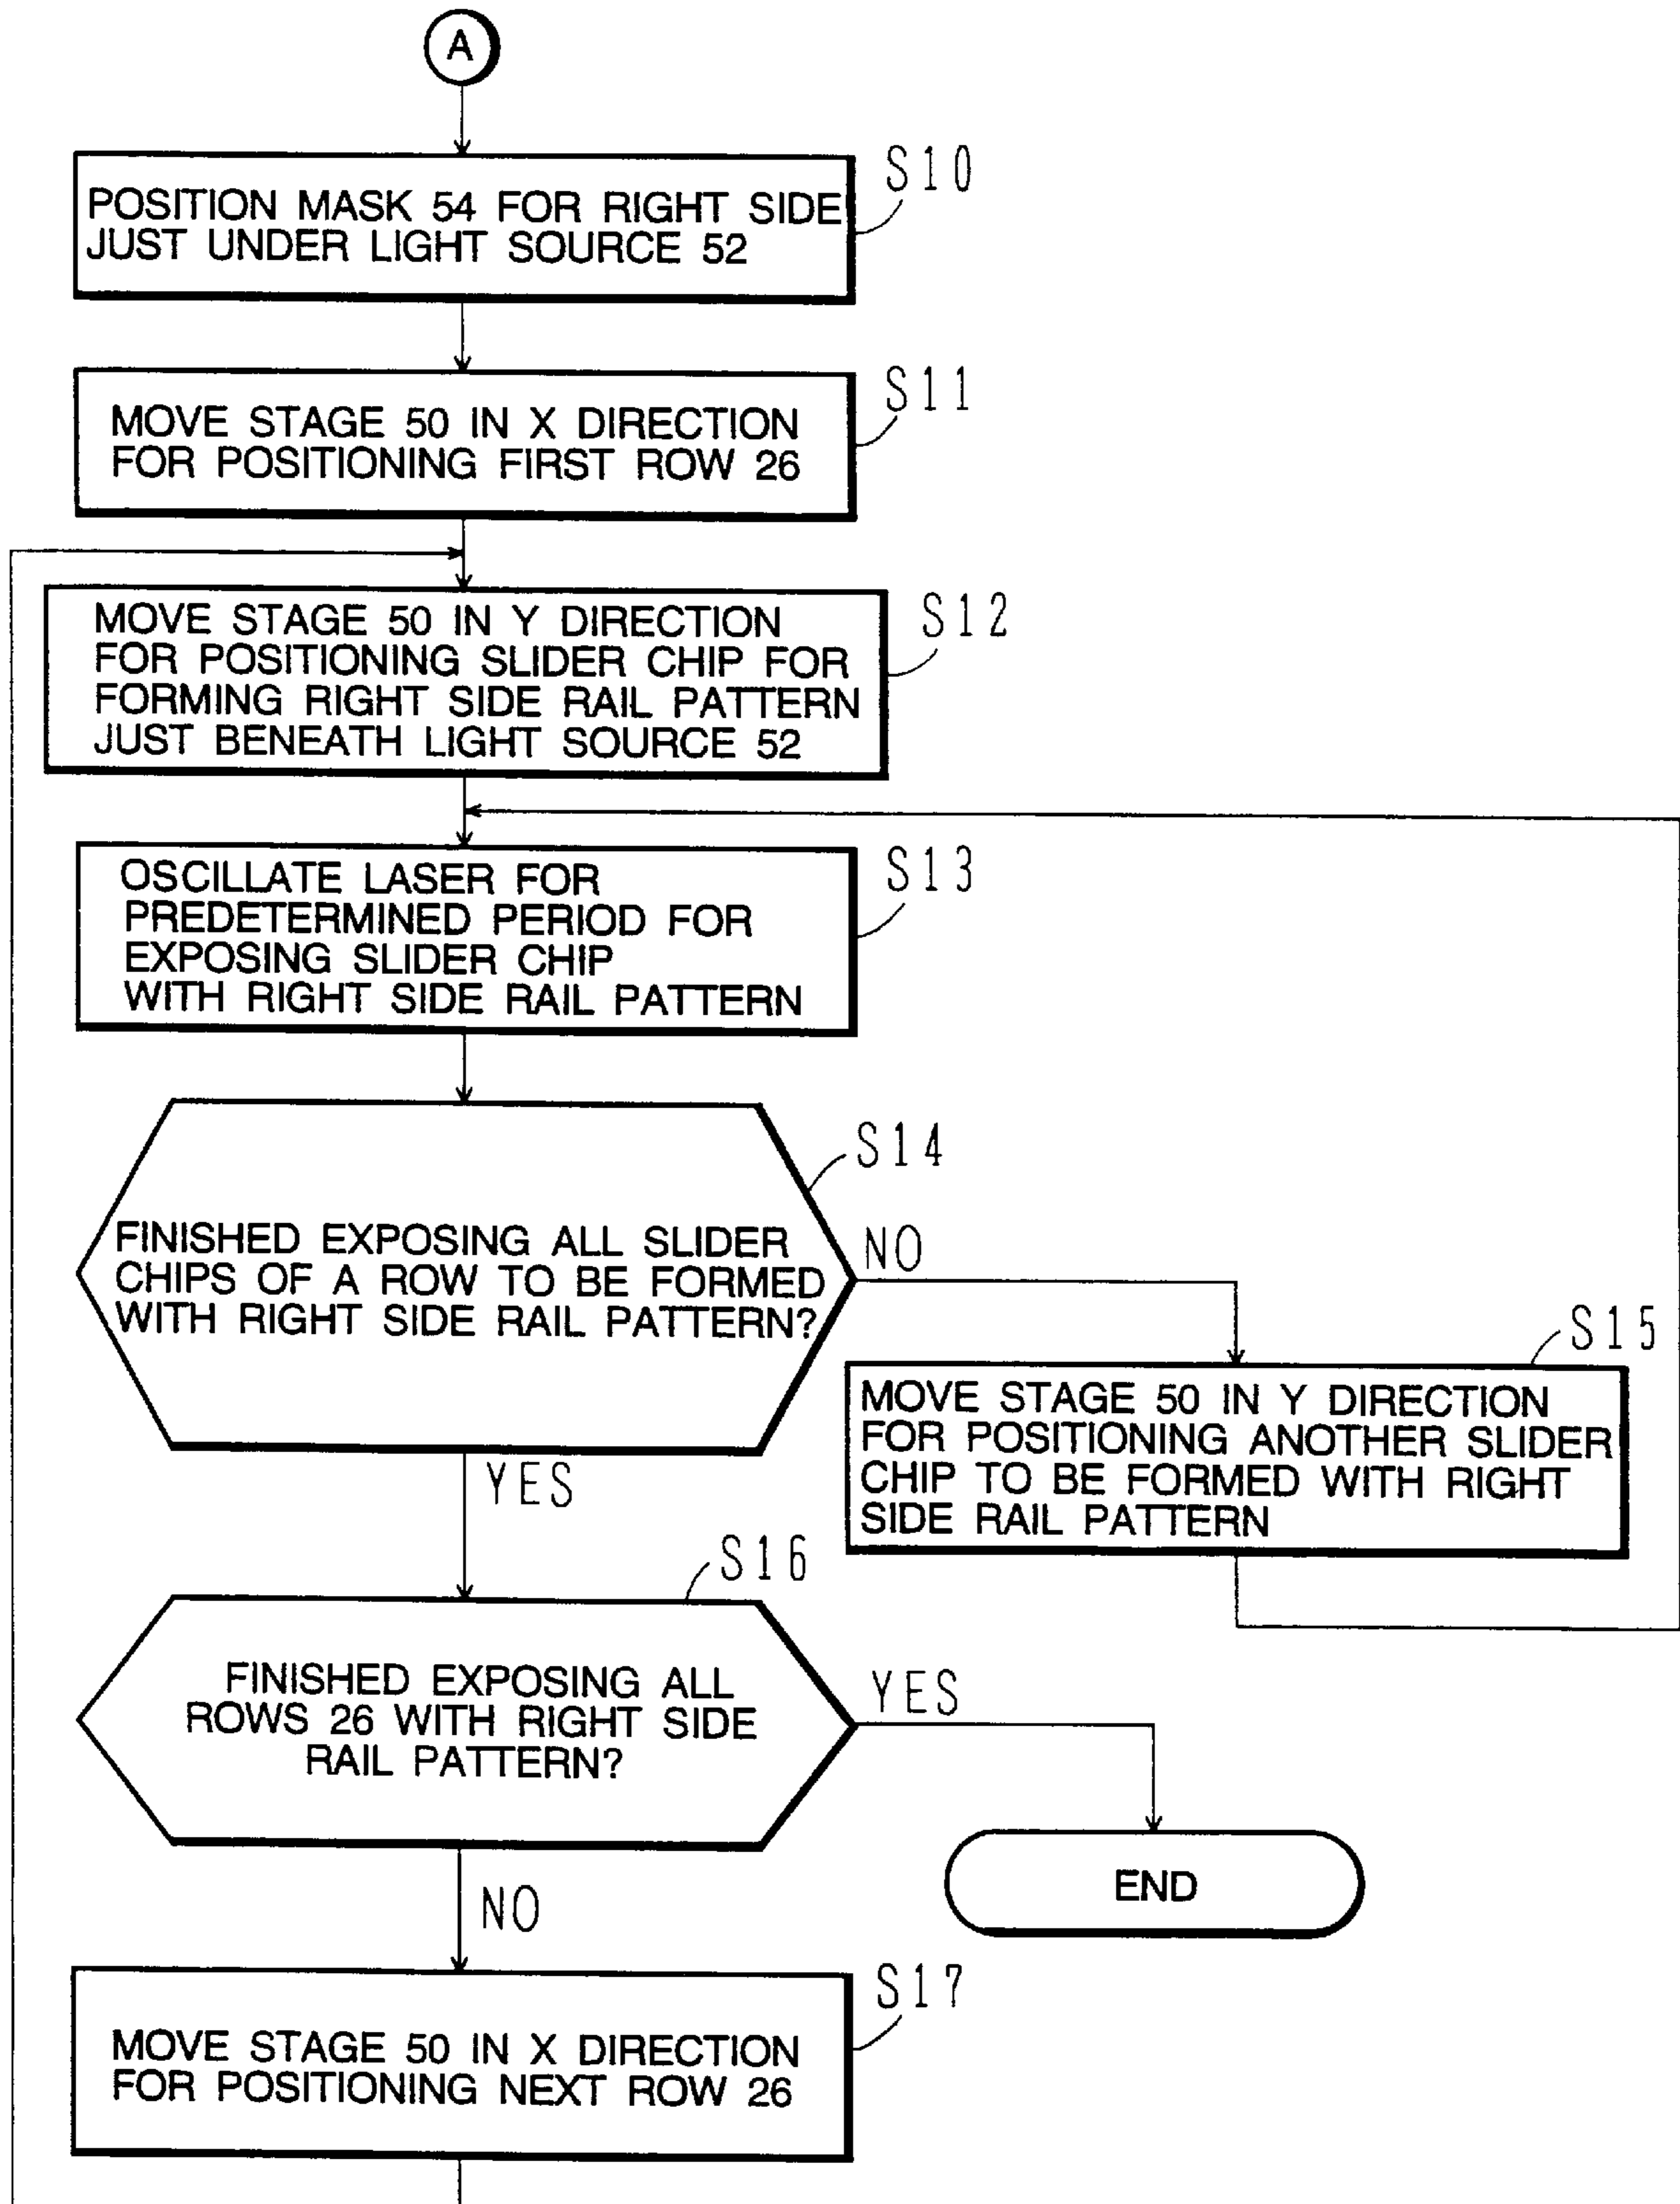 A
S10
POSITION MASK 54 FOR RIGHT SIDE
JUST UNDER LIGHT SOURCE 52
S11
MOVE STAGE 50 IN X DIRECTION
FOR POSITIONING FIRST ROW 26
S12
MOVE STAGE 50 IN Y DIRECTION
FOR POSITIONING SLIDER CHIP FOR
FORMING RIGHT SIDE RAIL PATTERN
JUST BENEATH LIGHT SOURCE 52
S13
OSCILLATE LASER FOR
PREDETERMINED PERIOD FOR
EXPOSING SLIDER CHIP
WITH RIGHT SIDE RAIL PATTERN
S14
FINISHED EXPOSING ALL SLIDER
CHIPS OF A ROW TO BE FORMED
WITH RIGHT SIDE RAIL PATTERN?
NO
YES
S15
MOVE STAGE 50 IN Y DIRECTION
FOR POSITIONING ANOTHER SLIDER
CHIP TO BE FORMED WITH RIGHT
SIDE RAIL PATTERN
S16
FINISHED EXPOSING ALL
ROWS 26 WITH RIGHT SIDE
RAIL PATTERN?
YES
END
NO
S17
MOVE STAGE 50 IN X DIRECTION
FOR POSITIONING NEXT ROW 26